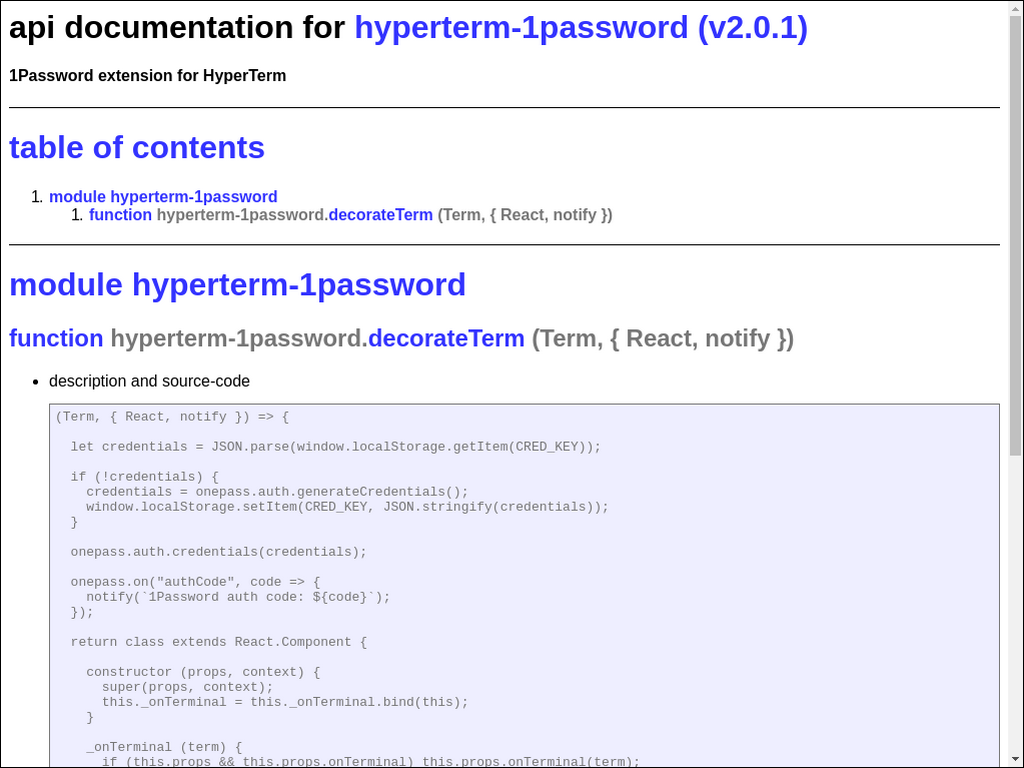 api documentation for hyperterm-1password (v2.0.1)
1Password extension for HyperTerm
table of contents
1. module hyperterm-1password
1. function hyperterm-1password.decorateTerm (Term, { React, notify })
module hyperterm-1password
function hyperterm-1password.decorateTerm (Term, { React, notify })
• description and source-code
(Term, { React, notify }) => {
  let credentials = JSON.parse(window.localStorage.getItem(CRED_KEY));
  if (!credentials) {
    credentials = onepass.auth.generateCredentials();
    window.localStorage.setItem(CRED_KEY, JSON.stringify(credentials));
  }
  onepass.auth.credentials(credentials);
  onepass.on("authCode", code => {
    notify(`1Password auth code: ${code}`);
  });
  return class extends React.Component {
    constructor (props, context) {
      super(props, context);
      this._onTerminal = this._onTerminal.bind(this);
    }
    _onTerminal (term) {
      if (this.props && this.props.onTerminal) this.props.onTerminal(term);